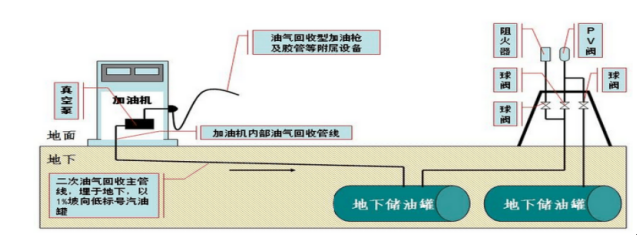 油气回收型加油枪
及胶管等附属设备
阻
火
器
P
V
阀
真
空
泵
加油机
球
阀
球
阀
球
阀
地面
加油机内部油气回收管线
地下
二次油气回收主管
线,埋于地下,以
1%坡向低标号汽油
罐
地下储油罐
地下储油罐